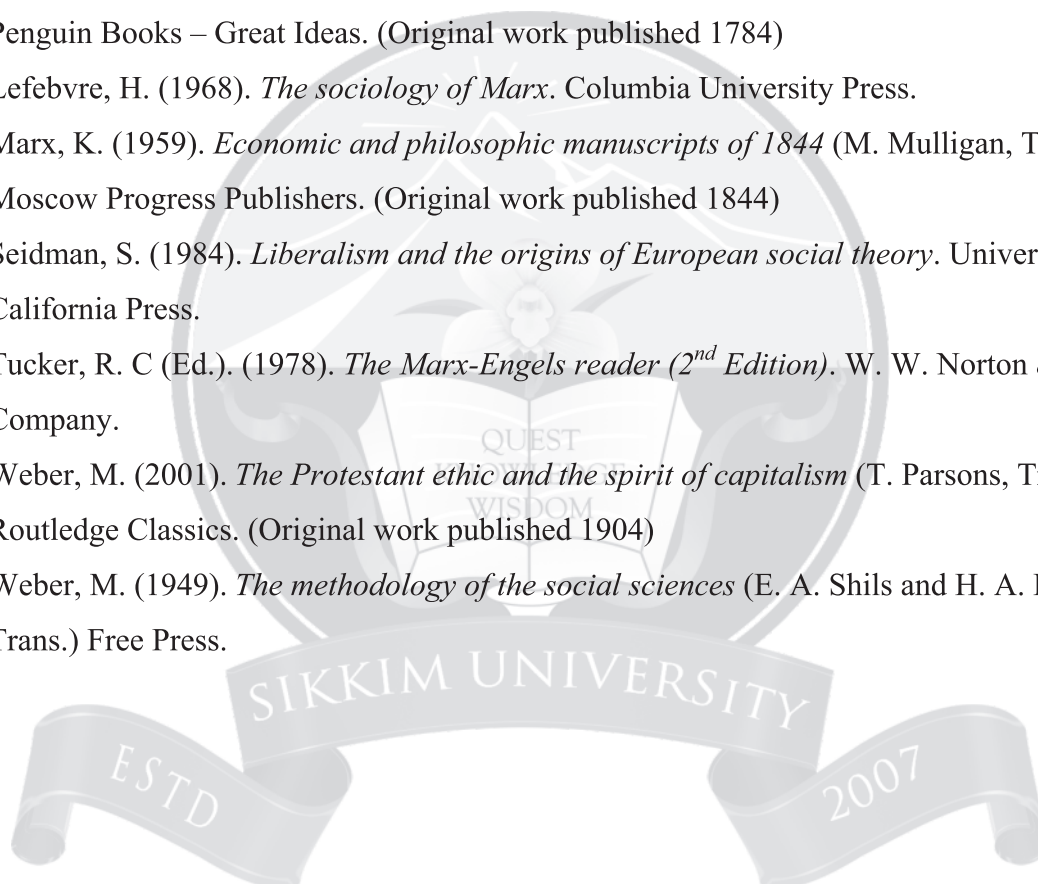 Penguin Books – Great Ideas. (Original work published 1784)
Lefebvre, H. (1968). The sociology of Marx. Columbia University Press.
Marx, K. (1959). Economic and philosophic manuscripts of 1844 (M. Mulligan,
Moscow Progress Publishers. (Original work published 1844)
Seidman, S. (1984). Liberalism and the origins of European social theory.
California Press.
Tucker, R. C (Ed.). (1978). The Marx-Engels reader (2nd Edition). W. W. Norton
Company.
Weber, M. (2001). The Protestant ethic and the spirit of capitalism (T. Parsons,
Routledge Classics. (Original work published 1904)
Weber, M. (1949). The methodology of the social sciences (E. A. Shils and H. A.
Trans.) Free Press.
QUEST
KNOWLEDGE
WISDOM
SIKKIM UNIVERSITY
ESTD
2007